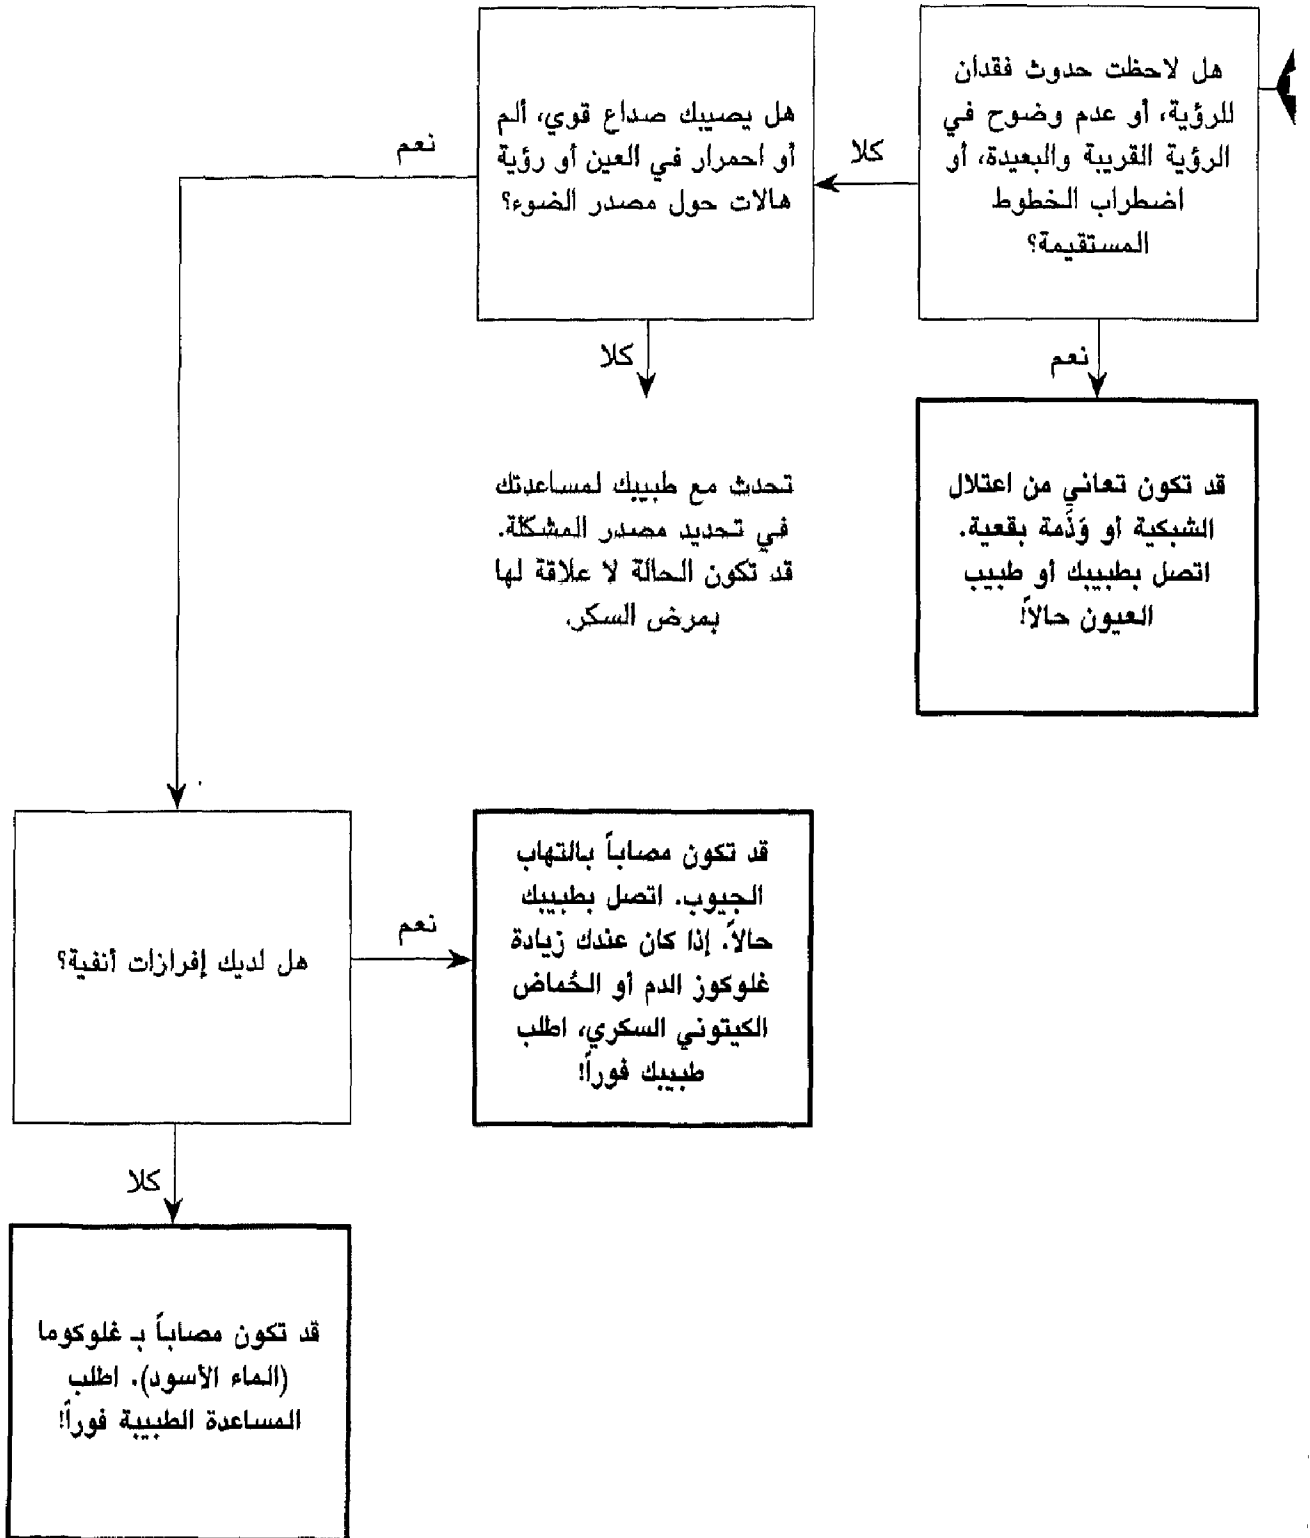 هل لاحظت حدوث فقدان
للرؤية، أو عدم وضوح في
الرؤية القريبة والبعيدة، أو
اضطراب الخطوط
المستقيمة؟
كلا
هل يصيبك صداع قوي، ألم
أو احمرار في العين أو رؤية
هالات حول مصدر الضوء؟
نعم
نعم
كلا
قد تكون تعاني من اعتلال
الشبكية أو وَذَمة بقعية.
اتصل بطبيبك أو طبيب
العيون حالاً!
تحدث مع طبيبك لمساعدتك
في تحديد مصدر المشكلة.
قد تكون الحالة لا علاقة لها
بمرض السكر.
هل لديك إفرازات أنفية؟
نعم
قد تكون مصاباً بالتهاب
الجيوب. اتصل بطبيبك
حالاً. إذا كان عندك زيادة
غلوكوز الدم أو الحُماض
الكيتوني السكري، اطلب
طبيبك فوراً!
كلا
قد تكون مصاباً بـ غلوكوما
(الماء الأسود). اطلب
المساعدة الطبيبة فوراً!